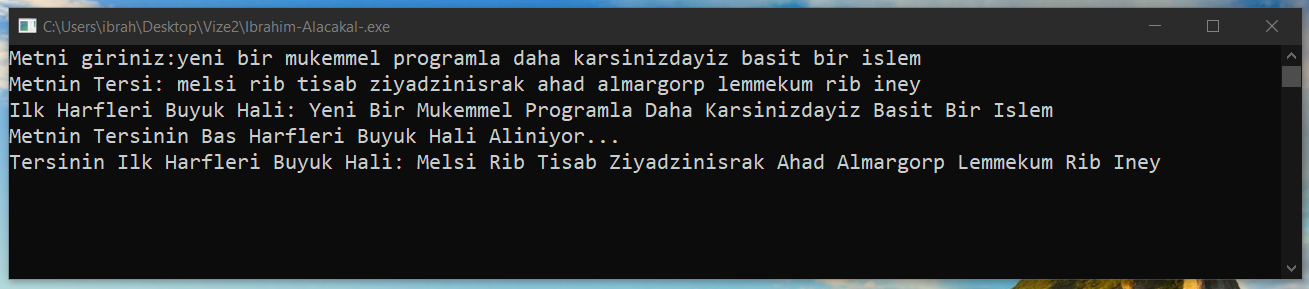 C:\Users\ibrah\Desktop\Vize2\Ibrahim-Alacakal-.exe
Metni giriniz:yeni bir mukemmel programla daha karsinizdayiz basit bir islem
Metnin Tersi: melsi rib tisab ziyadzinisrak ahad almargorp lemmekum rib iney
Ilk Harfleri Buyuk Hali: Yeni Bir Mukemmel Programla Daha Karsinizdayiz Basit Bir Islem
Metnin Tersinin Bas Harfleri Buyuk Hali Aliniyor...
Tersinin Ilk Harfleri Buyuk Hali: Melsi Rib Tisab Ziyadzinisrak Ahad Almargorp Lemmekum Rib Iney